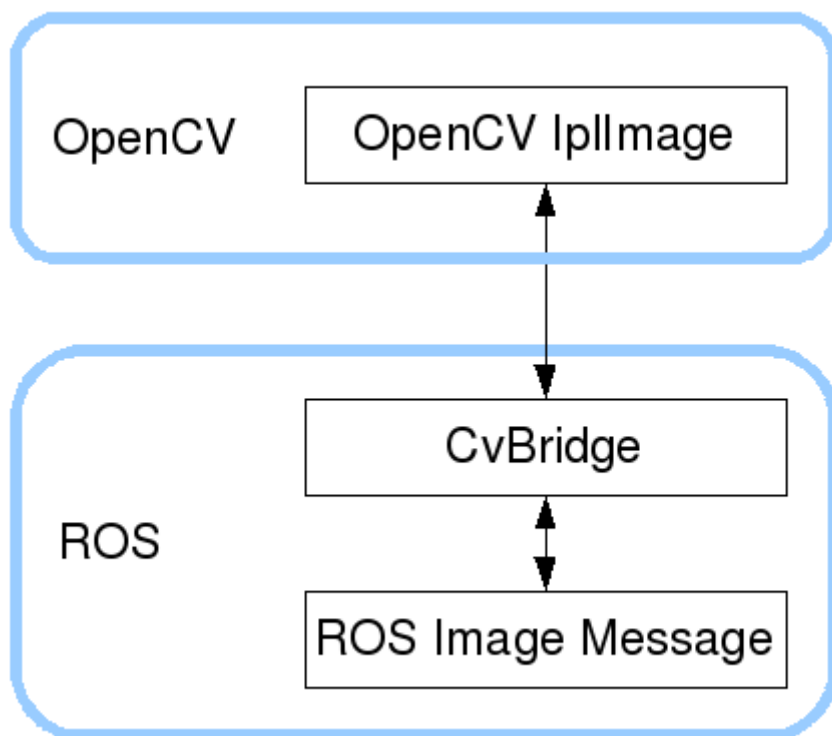 OpenCV
OpenCV IplImage
CvBridge
ROS
ROS Image Message